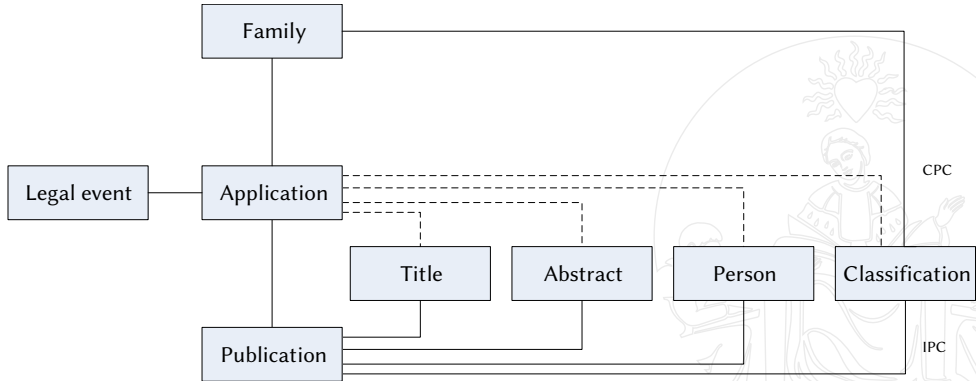 Family
CPC
Legal event
Application
Title
Abstract
Person
Classification
Publication
IPC